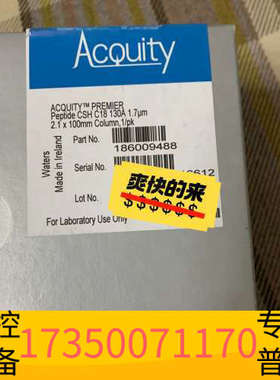 Acquity
ACQUITY™ PREMIER
Peptide CSH C18 130A 1.7μm
2.1 x 100mm Column,1/pk
Part No.
186009488
Serial No.
6612
Lot No.
For Laboratory Use Only
Waters
Made in Ireland
爽快的来
控
专
备
17350071170
普